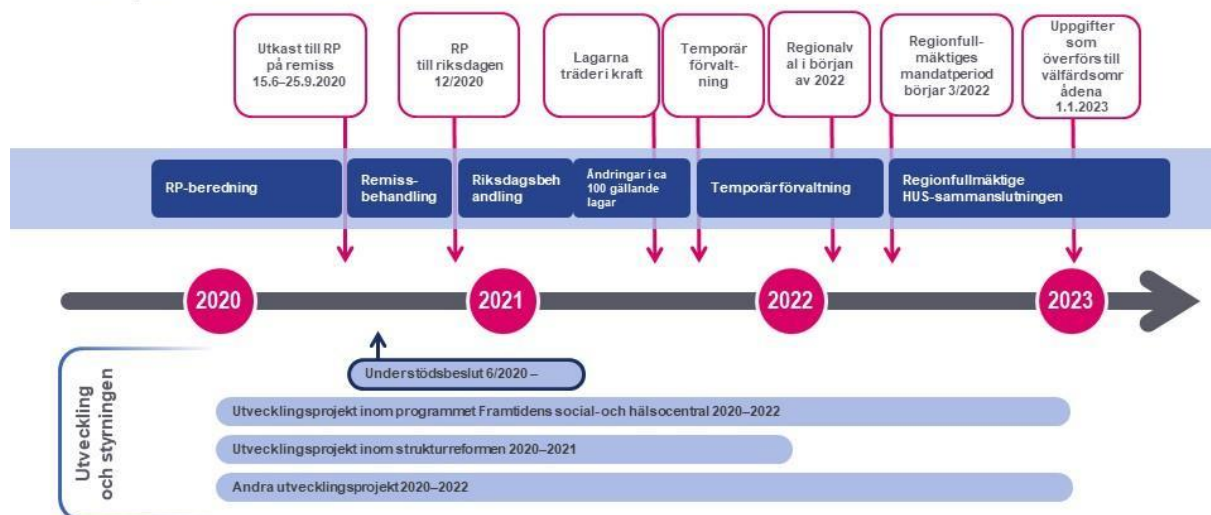 Utkast till RP
på remiss
15.6–25.9.2020
RP
till riksdagen
12/2020
Lagarna
träder i kraft
Temporär
förvalt-
ning
Regionalv
al i början
av 2022
Regionfull-
mäktiges
mandatperiod
börjar 3/2022
Uppgifter
som
överförs till
välfärdsomr
ådena
1.1.2023
RP-beredning
Remiss-
behandling
Riksdagsbeh
andling
Ändringar i ca
100 gällande
lagar
Temporär förvaltning
Regionfullmäktige
HUS-sammanslutningen
2020
2021
2022
2023
Utveckling
och styrningen
Understödsbeslut 6/2020 –
Utvecklingsprojekt inom programmet Framtidens social- och hälsocentral 2020–2022
Utvecklingsprojekt inom strukturreformen 2020–2021
Andra utvecklingsprojekt 2020–2022